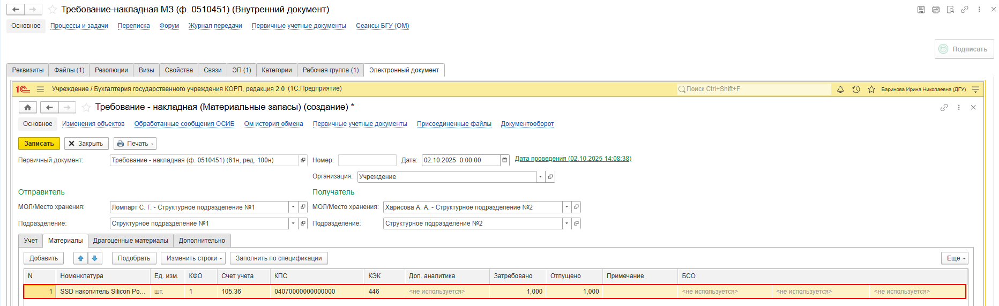 Требование-накладная МЗ (ф. 0510451) (Внутренний документ)
Основное Процессы и задачи Переписка Форум Журнал передачи Первичные учетные документы Сеансы БГУ (ОМ)
Подписать
Реквизиты Файлы (1) Резолюции Визы Свойства Связи ЭП (1) Категории Рабочая группа (1) Электронный документ
1С Учреждение / Бухгалтерия государственного учреждения КОРП, редакция 2.0 (1С:Предприятие) Поиск Ctrl+Shift+F Баринова Ирина Николаевна (ДГУ)
Требование - накладная (Материальные запасы) (создание) *
Основное Изменения объектов Обработанные сообщения ОСИБ Ом история обмена Первичные учетные документы Присоединенные файлы Документооборот
Записать Закрыть Печать
Первичный документ: Требование - накладная (ф. 0510451) (61н, ред. 100н) Номер: Дата: 02.10.2025 0:00:00 Дата проведения (02.10.2025 14:08:38)
Организация: Учреждение
Отправитель Получатель
МОЛ/Место хранения: Ломпарт С. Г. - Структурное подразделение №1 МОЛ/Место хранения: Харисова А. А. - Структурное подразделение №2
Подразделение: Структурное подразделение №1 Подразделение: Структурное подразделение №2
Учет Материалы Драгоценные материалы Дополнительно
Добавить Подобрать Изменить строки Заполнить по спецификации Еще
N Номенклатура Ед. изм. КФО Счет учета КПС КЭК Доп. аналитика Затребовано Отпущено Примечание БСО
1 SSD накопитель Silicon Po... шт. 1 105.36 04070000000000000 446 <не используется> 1,000 1,000 <не используется> <не используется> <не используется>